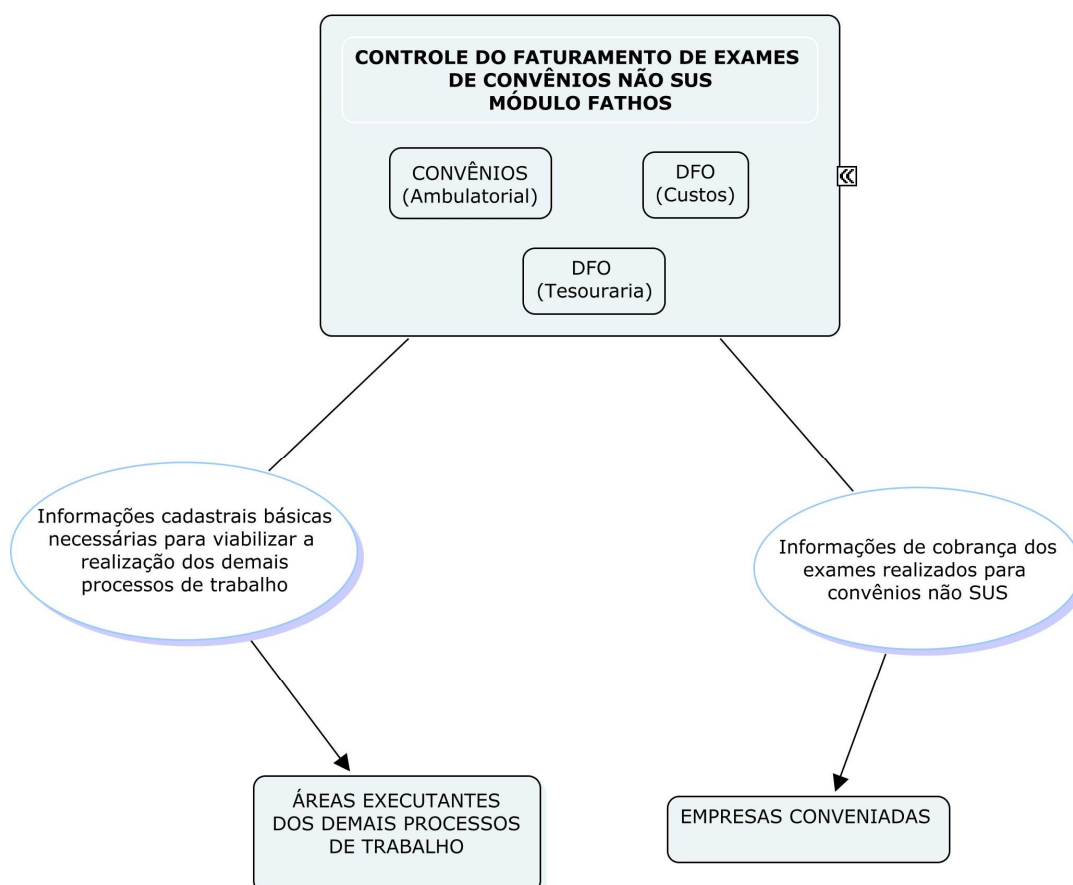 CONTROLE DO FATURAMENTO DE EXAMES
DE CONVÊNIOS NÃO SUS
MÓDULO FATHOS
CONVÊNIOS
(Ambulatorial)
DFO
(Custos)
DFO
(Tesouraria)
Informações cadastrais básicas
necessárias para viabilizar a
realização dos demais
processos de trabalho
Informações de cobrança dos
exames realizados para
convênios não SUS
ÁREAS EXECUTANTES
DOS DEMAIS PROCESSOS
DE TRABALHO
EMPRESAS CONVENIADAS